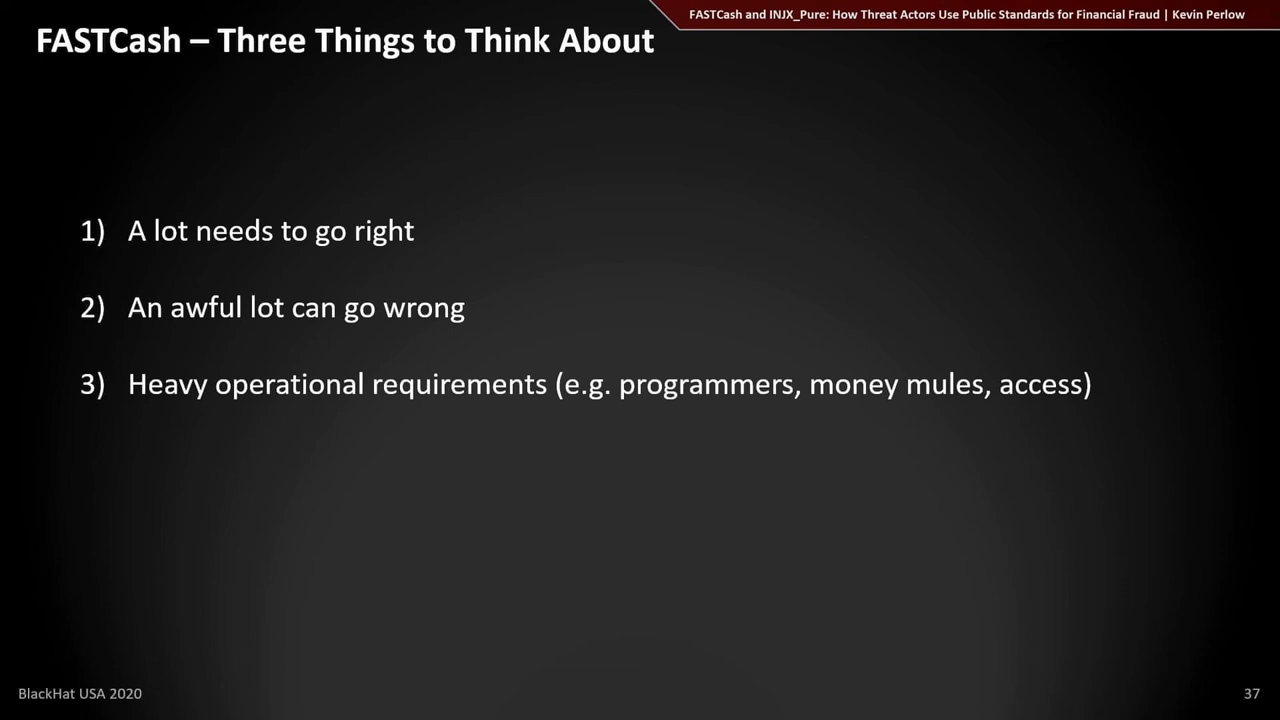 FASTCash and INJX_Pure: How Threat Actors Use Public Standards for Financial Fraud | Kevin Perlow
FASTCash – Three Things to Think About
1) A lot needs to go right
2) An awful lot can go wrong
3) Heavy operational requirements (e.g. programmers, money mules, access)
BlackHat USA 2020
37